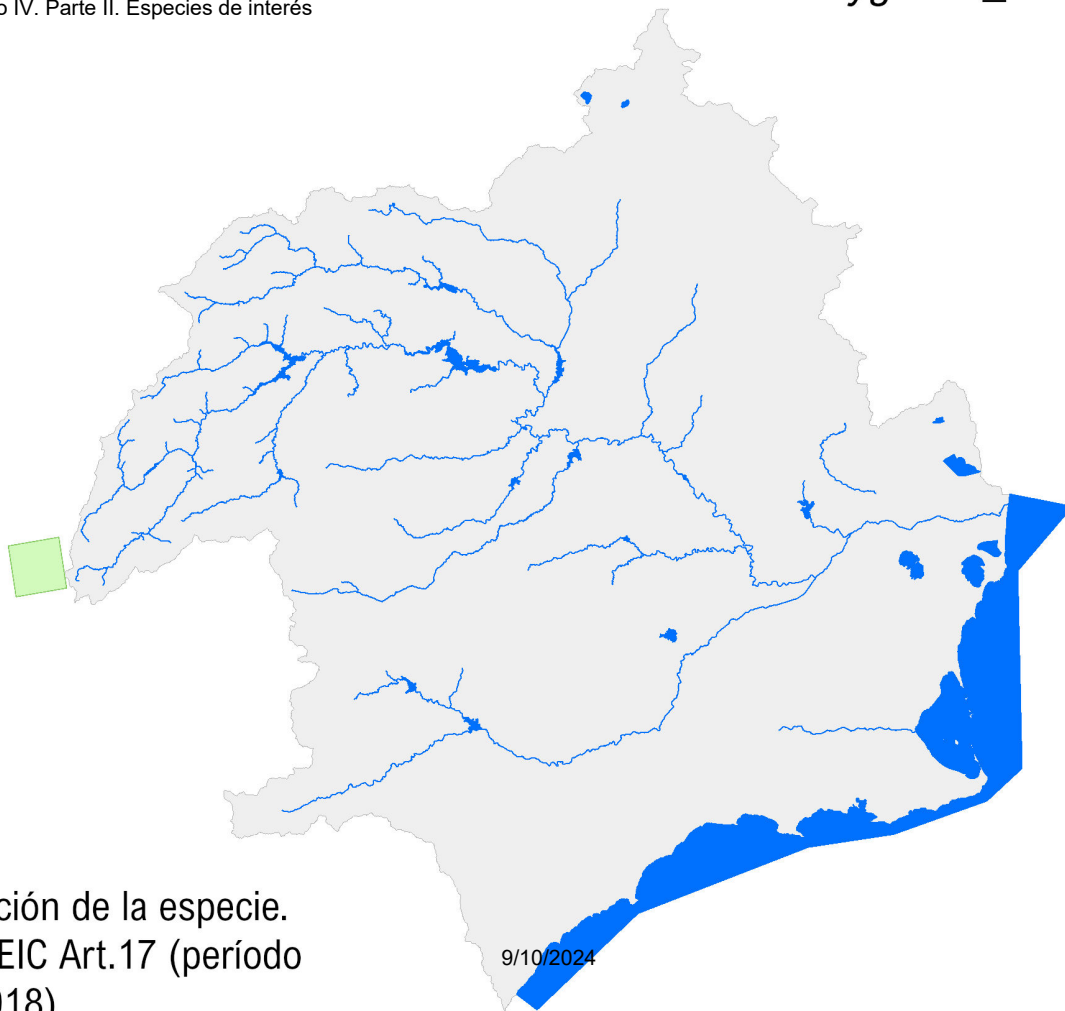 IV. Parte II. Especies de interés
ción de la especie.
EIC Art.17 (período
9/10/2024